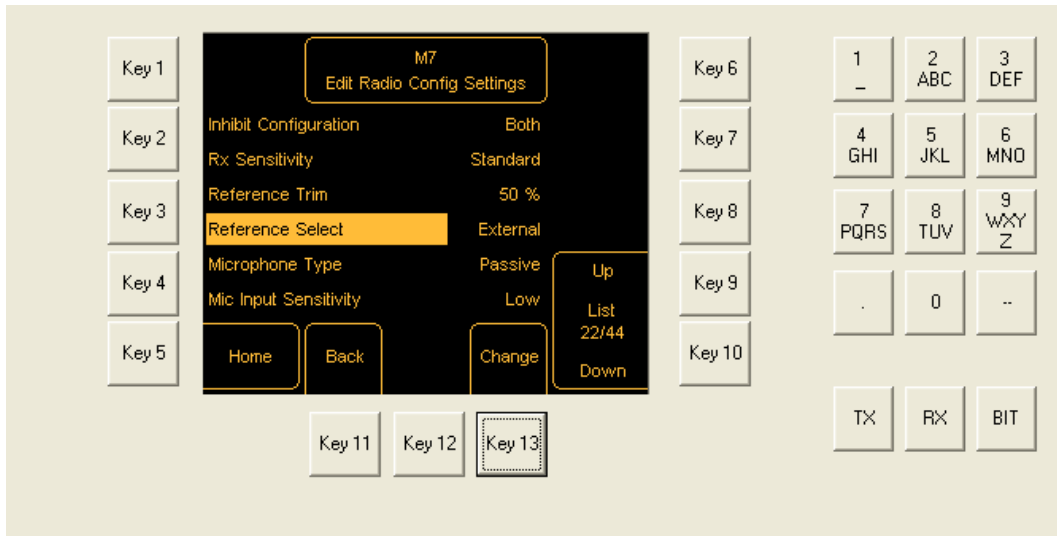 Key 1
Key 2
Key 3
Key 4
Key 5
M7
Edit Radio Config Settings
Inhibit Configuration Both
Rx Sensitivity Standard
Reference Trim 50 %
Reference Select External
Microphone Type Passive
Mic Input Sensitivity Low
Up
List
22/44
Down
Home Back Change
Key 6
Key 7
Key 8
Key 9
Key 10
Key 11 Key 12 Key 13
1 2 3
_ ABC DEF
4 5 6
GHI JKL MNO
7 8 9
PQRS TUV WXY
Z
. 0 --
TX RX BIT